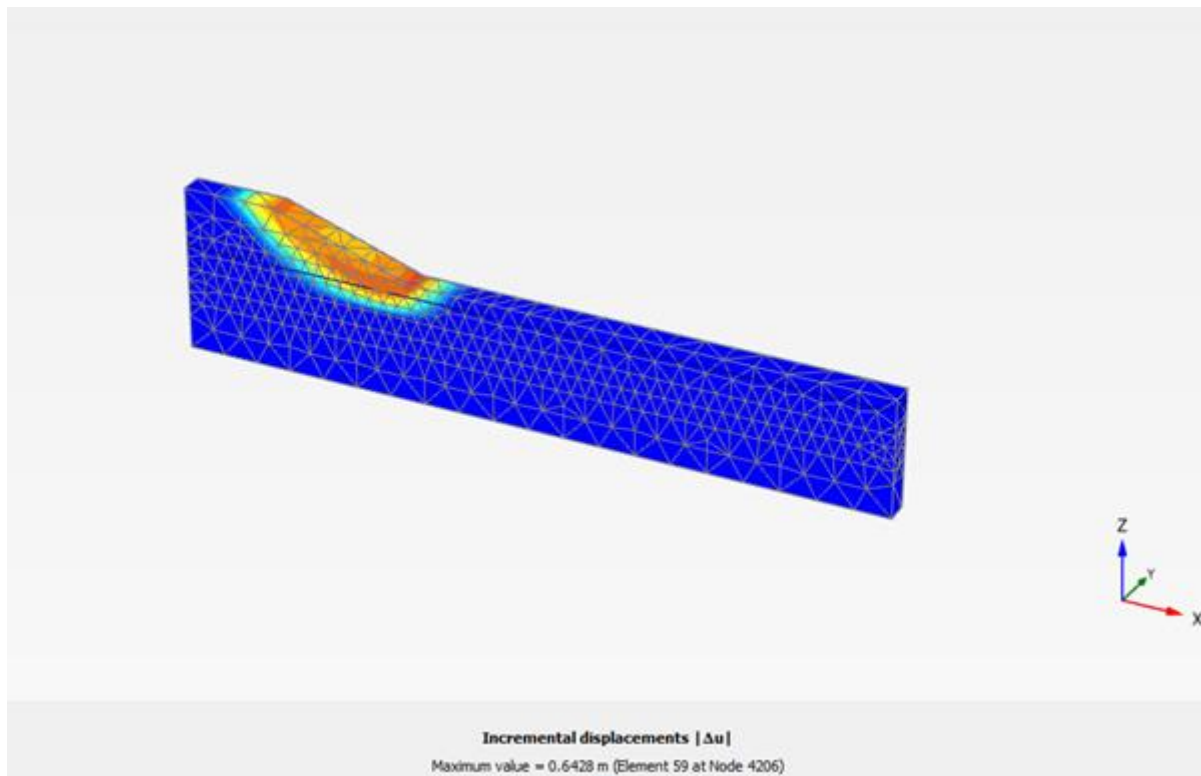 Z
Y
X
Incremental displacements |Δu|
Maximum value = 0.6428 m (Element 59 at Node 4206)